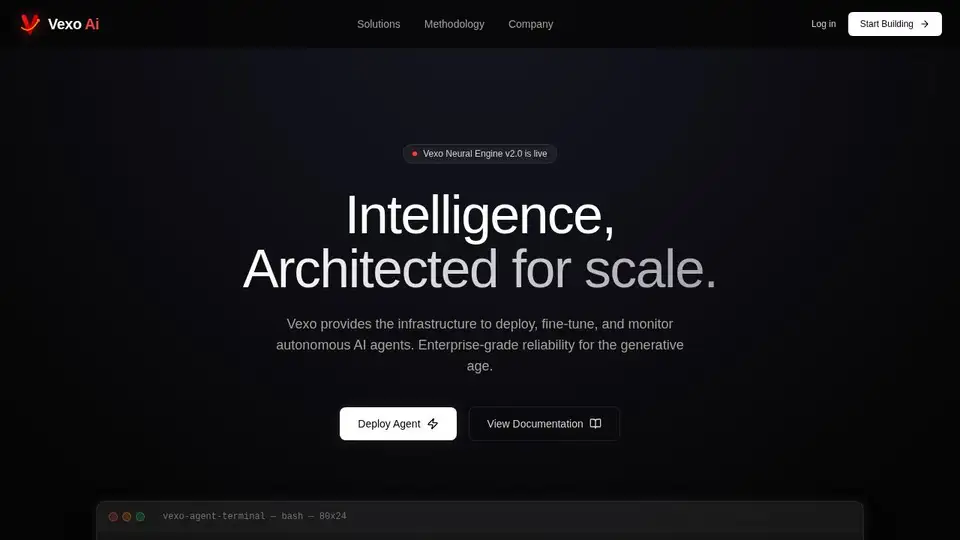 Vexo Ai
Solutions
Methodology
Company
Log in
Start Building
Vexo Neural Engine v2.0 is live
Intelligence,
Architected for scale.
Vexo provides the infrastructure to deploy, fine-tune, and monitor
autonomous AI agents. Enterprise-grade reliability for the generative
age.
Deploy Agent
View Documentation
vexo-agent-terminal — bash — 80x24